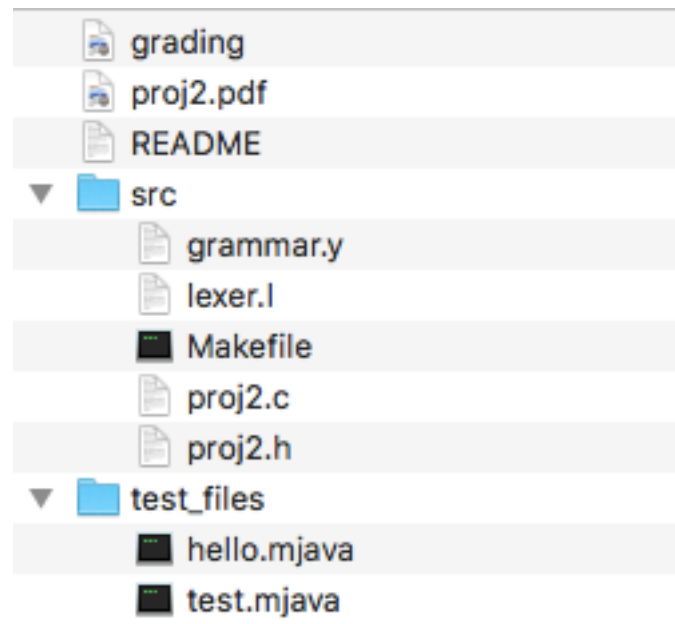 grading
proj2.pdf
README
src
grammar.y
lexer.l
Makefile
proj2.c
proj2.h
test_files
hello.mjava
test.mjava